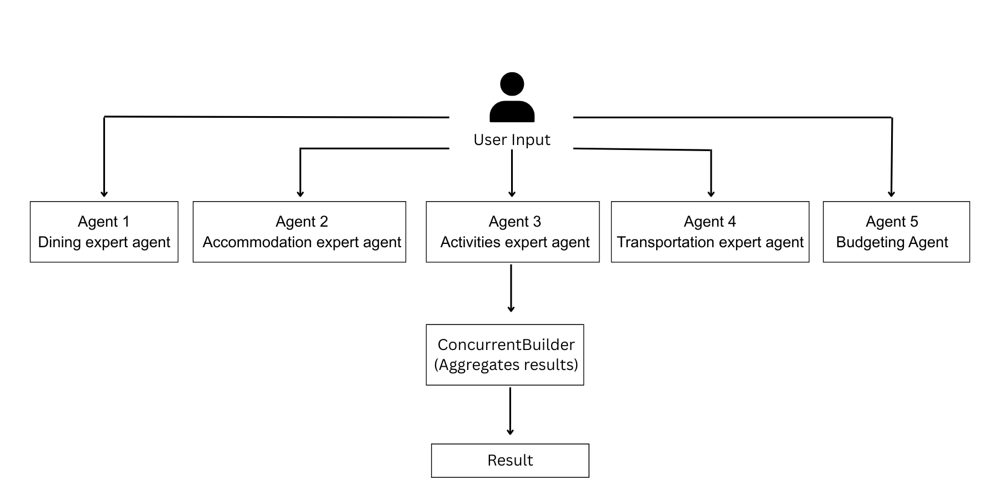 User Input
Agent 1
Dining expert agent
Agent 2
Accommodation expert agent
Agent 3
Activities expert agent
Agent 4
Transportation expert agent
Agent 5
Budgeting Agent
ConcurrentBuilder
(Aggregates results)
Result